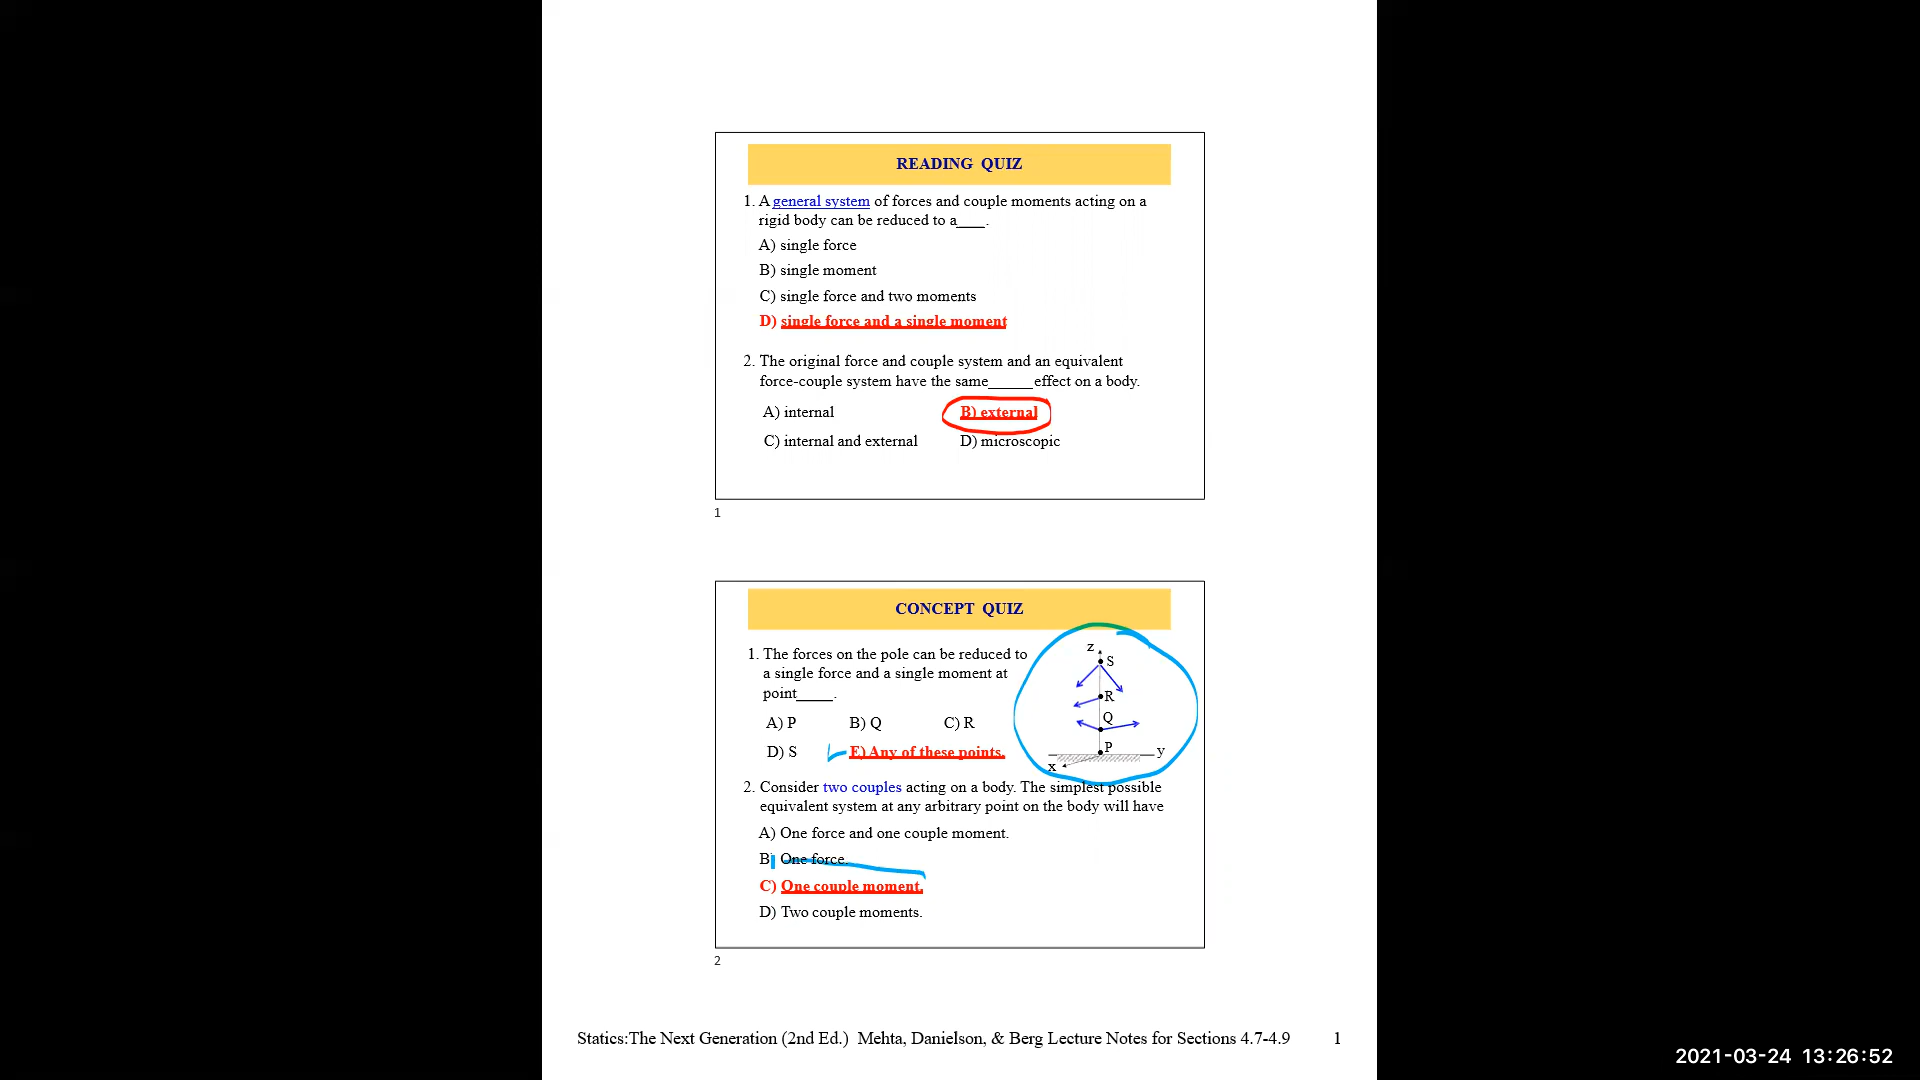 READING QUIZ
1. A general system of forces and couple moments acting on a
rigid body can be reduced to a____.
A) single force
B) single moment
C) single force and two moments
D) single force and a single moment
2. The original force and couple system and an equivalent
force-couple system have the same______effect on a body.
A) internal B) external
C) internal and external D) microscopic
1
CONCEPT QUIZ
1. The forces on the pole can be reduced to
a single force and a single moment at
point_____.
A) P B) Q C) R
D) S E) Any of these points.
z
S
R
Q
P
y
x
2. Consider two couples acting on a body. The simplest possible
equivalent system at any arbitrary point on the body will have
A) One force and one couple moment.
B) One force.
C) One couple moment.
D) Two couple moments.
2
Statics:The Next Generation (2nd Ed.) Mehta, Danielson, & Berg Lecture Notes for Sections 4.7-4.9 1
2021-03-24 13:26:52